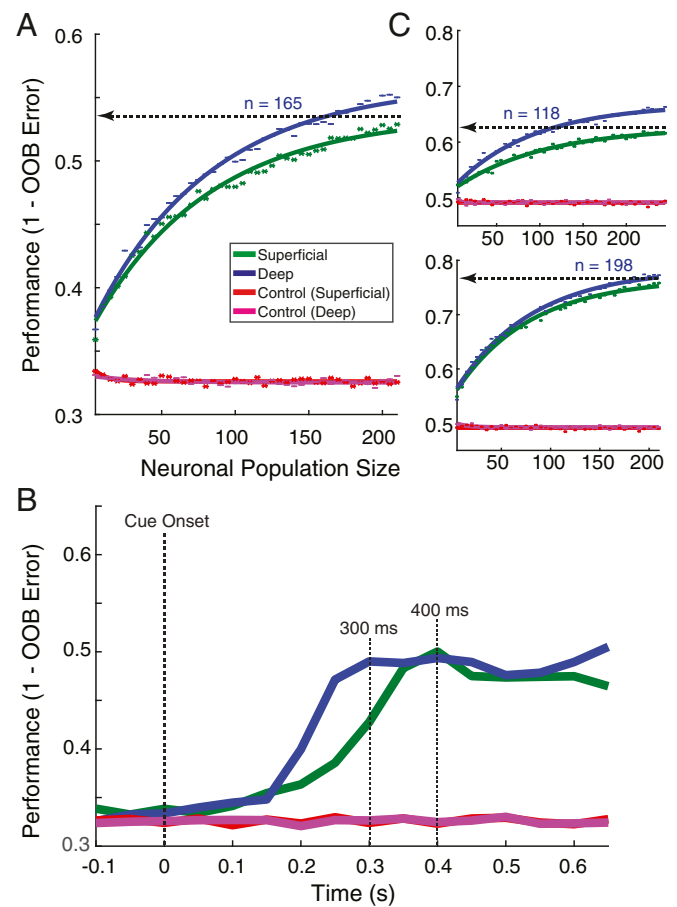 A
0.6
0.5
0.4
0.3
Performance (1 - OOB Error)
n = 165
Superficial
Deep
Control (Superficial)
Control (Deep)
50
100
150
200
Neuronal Population Size
C
0.8
0.7
0.6
0.5
n = 118
50
100
150
200
0.8
0.7
0.6
0.5
n = 198
50
100
150
200
B
Cue Onset
0.6
0.5
0.4
0.3
Performance (1 - OOB Error)
300 ms
400 ms
-0.1
0
0.1
0.2
0.3
0.4
0.5
0.6
Time (s)